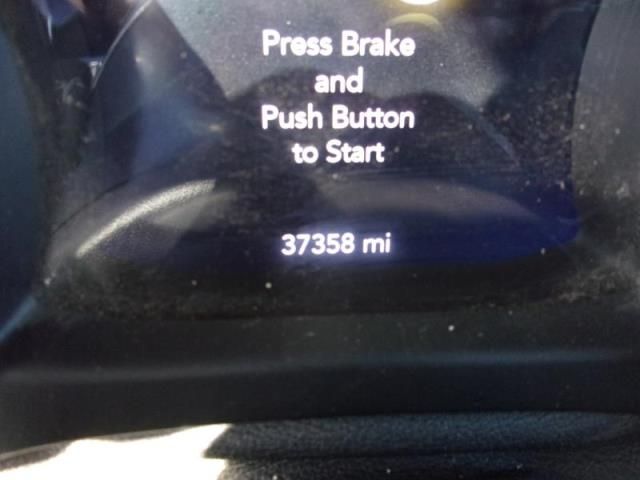 Press Brake
and
Push Button
to Start
37358 mi